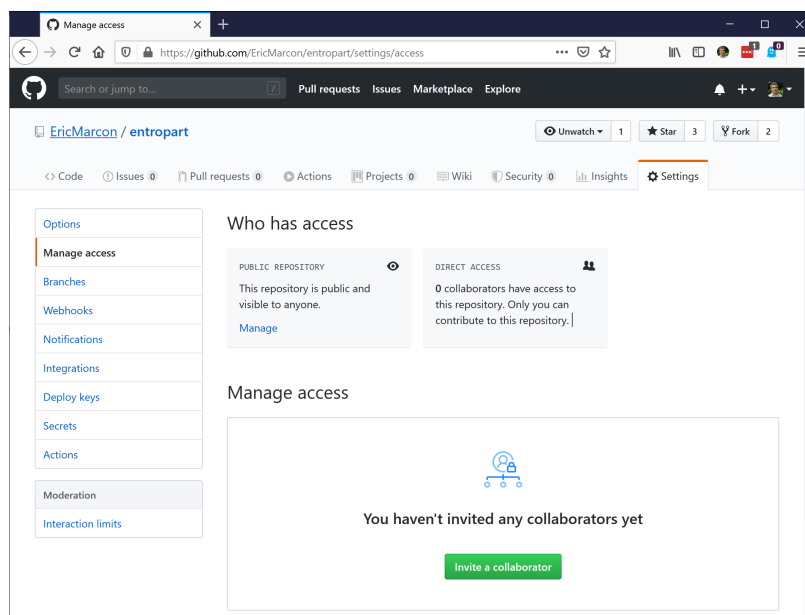 Manage access
https://github.com/EricMarcon/entropart/settings/access
1
0
Search or jump to...
/
Pull requests Issues Marketplace Explore
EricMarcon / entropart
Unwatch 1
Star 3
Fork 2
<> Code
Issues 0
Pull requests 0
Actions
Projects 0
Wiki
Security 0
Insights
Settings
Options
Manage access
Branches
Webhooks
Notifications
Integrations
Deploy keys
Secrets
Actions
Moderation
Interaction limits
Who has access
PUBLIC REPOSITORY
This repository is public and
visible to anyone.
Manage
DIRECT ACCESS
0 collaborators have access to
this repository. Only you can
contribute to this repository.
Manage access
You haven't invited any collaborators yet
Invite a collaborator